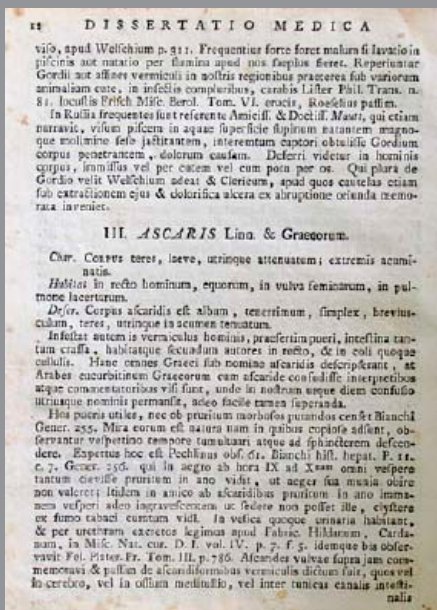 12 DISSERTATIO MEDICA
viso, apud Welschium p. 311. Frequentius forte foret malum si lavatio in
piscinis aut natatio per flumina apud nos saepius fieret. Reperiuntur
Gordii aut affines vermiculi in nostris regionibus praeterea sub variorum
animalium cute, in insectis compluribus, carabis Lister Phil. Trans. n.
81. locustis Frisch Misc. Berol. Tom. VI. erucis, Roeselius passim.
In Russia frequentes sunt referente Amiciss. & Doctiss. Mauti, qui etiam
narravit, visum piscem in aquae superficie supinum natantem magno-
que molimine sese jactitantem, interemtum captori obtulisse Gordium
corpus penetrantem, dolorum causam. Deferri videtur in hominis
corpus, immissus vel per cutem vel cum potu per os. Qui plura de
Gordio velit Welschium adeat & Clericum, apud quos cautelas etiam
sub extractionem ejus & dolorifica ulcera ex abruptione oriunda memo-
rata inveniet.
III. ASCARIS Linn. & Graecorum.
Char. Corpus teres, laeve, utrinque attenuatum; extremis acumi-
natis.
Habitat in recto hominum, equorum, in vulva feminarum, in pul-
mone lacertarum.
Descr. Corpus ascaridis est album, tenerrimum, simplex, brevius-
culum, teres, utrinque in acumen tenuatum.
Infestat autem is vermiculus hominis, praesertim pueri, intestina tan-
tum crassa, habitatque secundum autores in recto, & in coli quoque
cellulis. Hanc omnes Graeci sub nomine ascaridis descripserant, at
Arabes cucurbitinum Graecorum cum ascaride confudisse interpretibus
atque commentatoribus visi sunt, unde in nostrum usque diem confusio
utriusque nominis permansit, adeo facile tamen superanda.
Hos pueris utiles, nec ob pruritum morbosos putandos censet Bianchi
Gener. 255. Mira eorum est natura nam in quibus copiose adsunt, ob-
servantur vespertino tempore tumultuari atque ad sphincterem descen-
dere. Expertus hoc est Pechlinus obs. 61. Bianchi hist. hepat. P. 11.
c. 7. Gener. 256. qui in aegro ab hora IX ad Xmam omni vespere
tantum cievisse pruritum in ano vidit, ut aeger sua munia obire
non valeret; itidem in amico ab ascaridibus pruritum in ano imma-
nem vesperi adeo ingravescentem ut sedere non posset ille, clystere
ex fumo tabaci curatum vidi. In vesica quoque urinaria habitant,
& per urethram excretos legimus apud Fabric. Hildanum, Carda-
num, in Misc. Nat. cur. D. I. vol. IV. p. 7. f. 5. idemque bis obser-
vavit Fel. Plater. Fr. Tom. III. p. 786. Ascarides vulvae supra jam com-
memoravi & passim de ascaridiformibus vermiculis dictum fuit, quos vel
in cerebro, vel in ossium meditullio, vel inter tunicas canalis intesti-
nalis